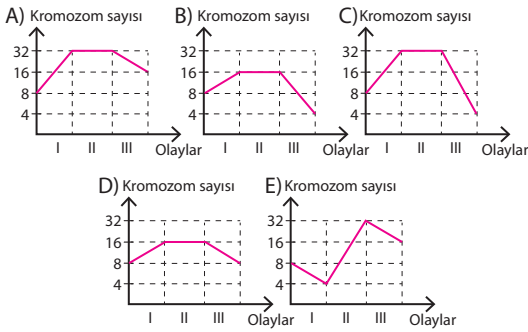 A) Kromozom sayısı
32
16
8
4
I II III Olaylar
B) Kromozom sayısı
32
16
8
4
I II III Olaylar
C) Kromozom sayısı
32
16
8
4
I II III Olaylar
D) Kromozom sayısı
32
16
8
4
I II III Olaylar
E) Kromozom sayısı
32
16
8
4
I II III Olaylar